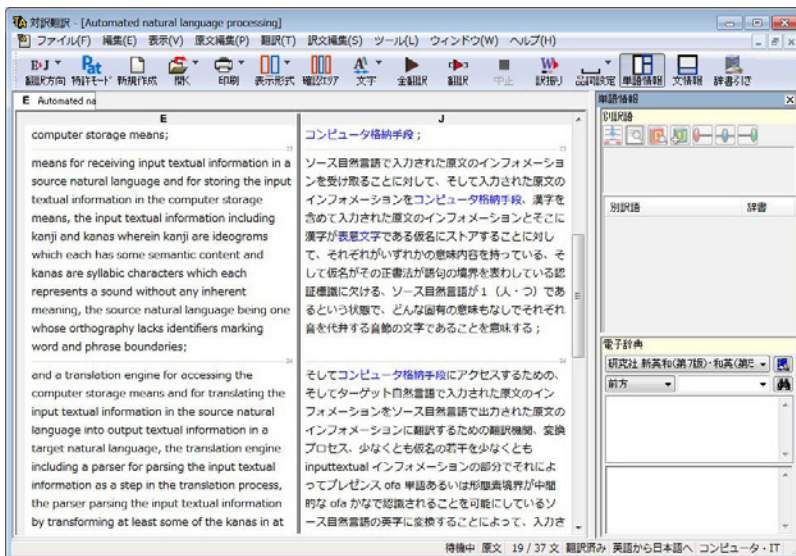 対訳翻訳 - [Automated natural language processing]
ファイル(F) 編集(E) 表示(V) 原文編集(P) 翻訳(T) 訳文編集(S) ツール(L) ウィンドウ(W) ヘルプ(H)
E▸J Pat
翻訳方向 特許モード 新規作成 開く 印刷 表示形式 確認エリア 文字 全翻訳 翻訳 中止 訳振り 品詞設定 単語情報 文情報 辞書引き
E Automated na
E
computer storage means;
means for receiving input textual information in a
source natural language and for storing the input
textual information in the computer storage
means, the input textual information including
kanji and kanas wherein kanji are ideograms
which each has some semantic content and
kanas are syllabic characters which each
represents a sound without any inherent
meaning, the source natural language being one
whose orthography lacks identifiers marking
word and phrase boundaries;
and a translation engine for accessing the
computer storage means and for translating the
input textual information in the source natural
language into output textual information in a
target natural language, the translation engine
including a parser for parsing the input textual
information as a step in the translation process,
the parser parsing the input textual information
by transforming at least some of the kanas in at
J
コンピュータ格納手段；
23
ソース自然言語で入力された原文のインフォメーショ
ンを受け取ることに対して、そして入力された原文の
インフォメーションをコンピュータ格納手段、漢字を
含めて入力された原文のインフォメーションとそこに
漢字が表意文字である仮名にストアすることに対し
て、それぞれがいずれかの意味内容を持っている、そ
して仮名がその正書法が語句の境界を表わしている認
証標識に欠ける、ソース自然言語が１（人・つ）であ
るという状態で、どんな固有の意味もなしでそれぞれ
音を代弁する音節の文字であることを意味する；
24
そしてコンピュータ格納手段にアクセスするための、
そしてターゲット自然言語で入力された原文のイン
フォメーションをソース言語で出力された原文の
インフォメーションに翻訳するための翻訳機関、変換
プロセス、少なくとも仮名の若干を少なくとも
inputtextual インフォメーションの部分でそれによ
ってプレゼンス ofa 単語あるいは形態素境界が中間
的な ofa かなで認識されることを可能にしているソ
ース自然言語の英字に変換することによって、入力さ
単語情報
別訳語
別訳語 辞書
電子辞典
研究社 新英和(第7版)・和英(第5
前方
待機中 原文 19 / 37 文 翻訳済み 英語から日本語へ コンピュータ・IT